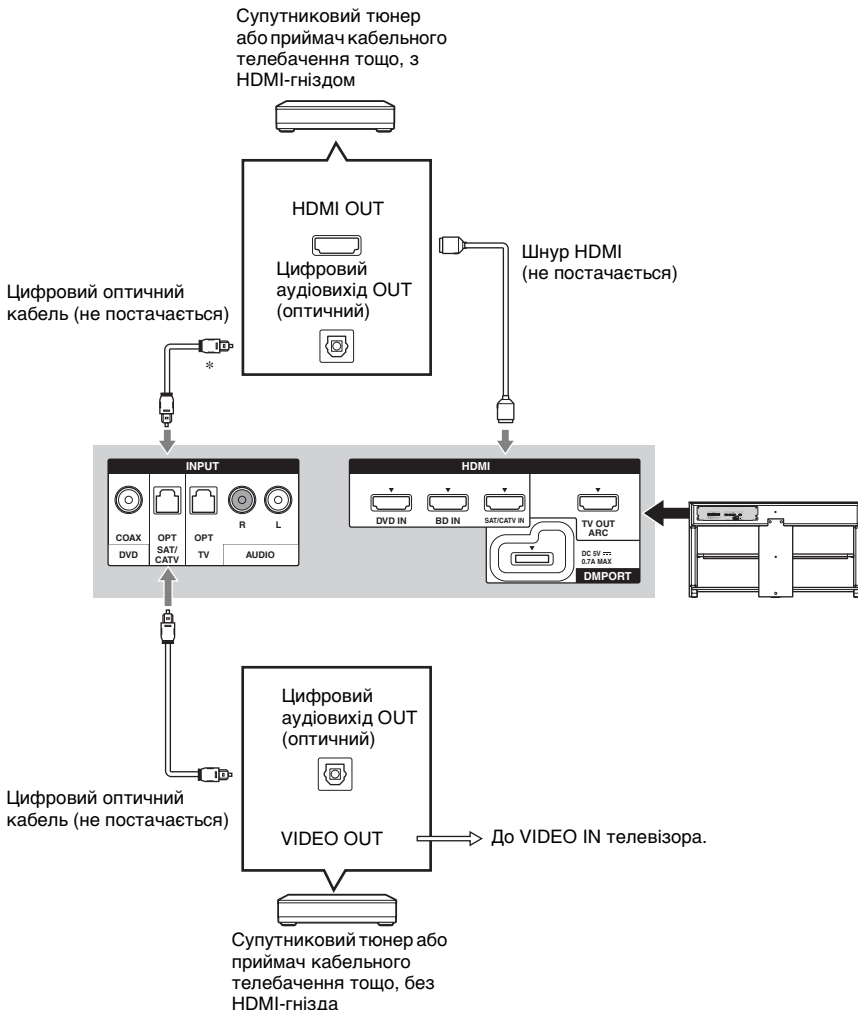 Супутниковий тюнер
або приймач кабельного
телебачення тощо, з
HDMI-гніздом
HDMI OUT
Цифровий
аудіовихід OUT
(оптичний)
Шнур HDMI
(не постачається)
Цифровий оптичний
кабель (не постачається)
*
INPUT
R L
COAX OPT OPT
DVD SAT/
CATV TV AUDIO
HDMI
DVD IN BD IN SAT/CATV IN TV OUT
ARC
DC 5V ⎓
0.7A MAX
DMPORT
Цифровий
аудіовихід OUT
(оптичний)
Цифровий оптичний
кабель (не постачається)
VIDEO OUT
До VIDEO IN телевізора.
Супутниковий тюнер або
приймач кабельного
телебачення тощо, без
HDMI-гнізда